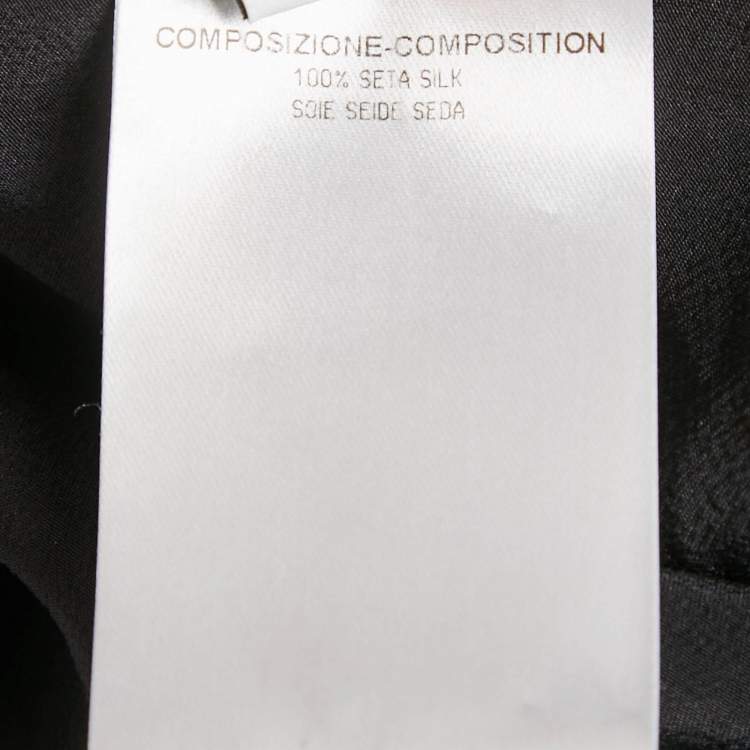 COMPOSIZIONE-COMPOSITION
100% SETA SILK
SOIE SEIDE SEDA